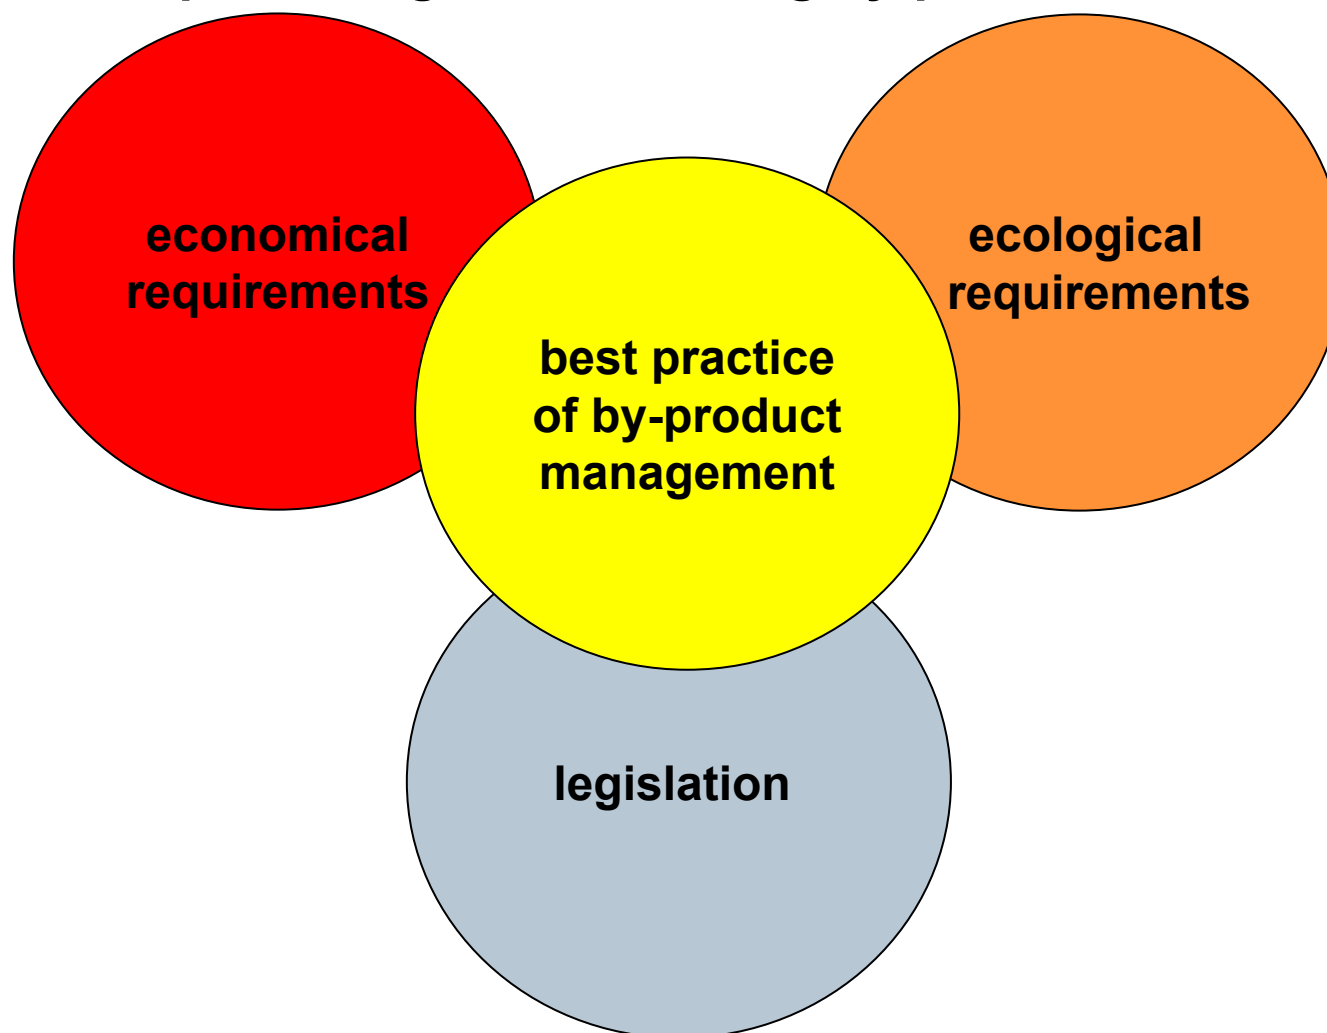 economical
requirements
ecological
requirements
best practice
of by-product
management
legislation